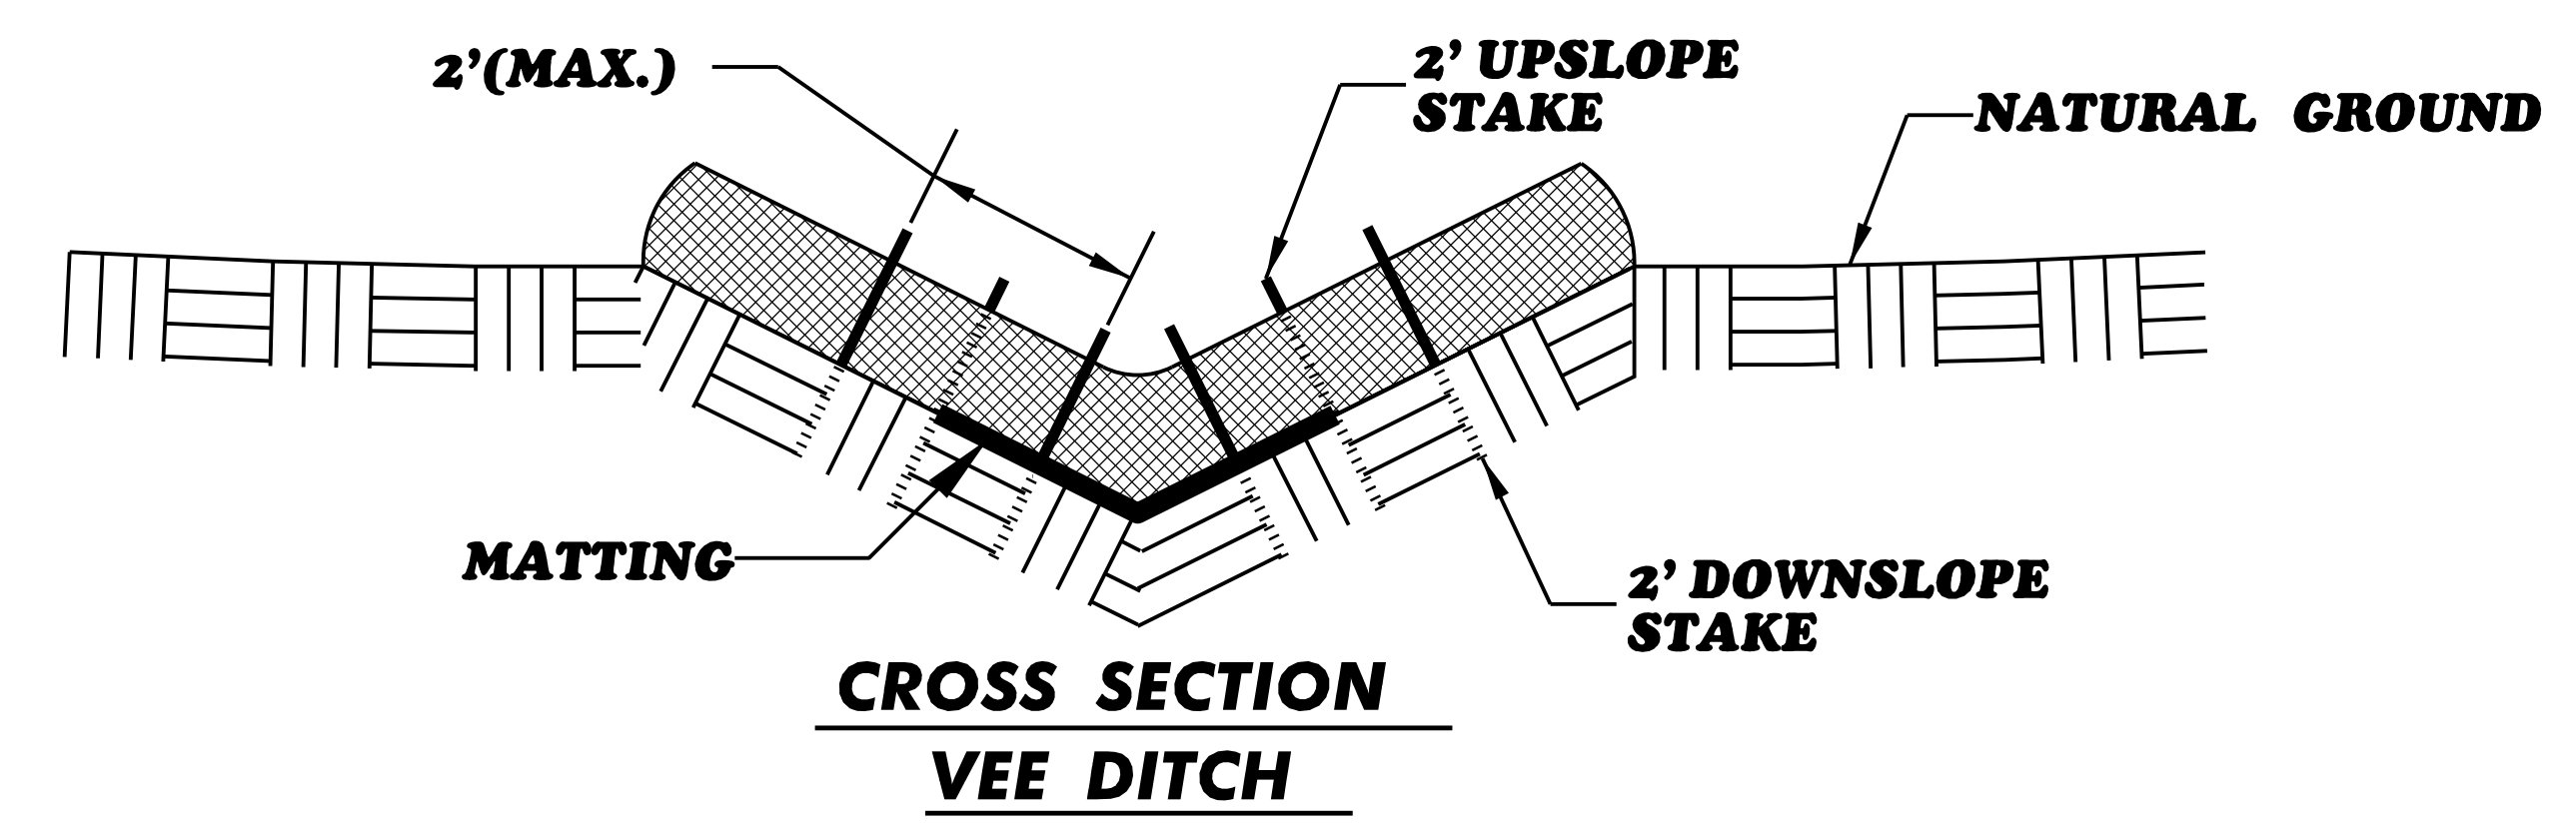 2'(MAX.)
2' UPSLOPE
STAKE
NATURAL GROUND
MATTING
2' DOWNSLOPE
STAKE
CROSS SECTION
VEE DITCH